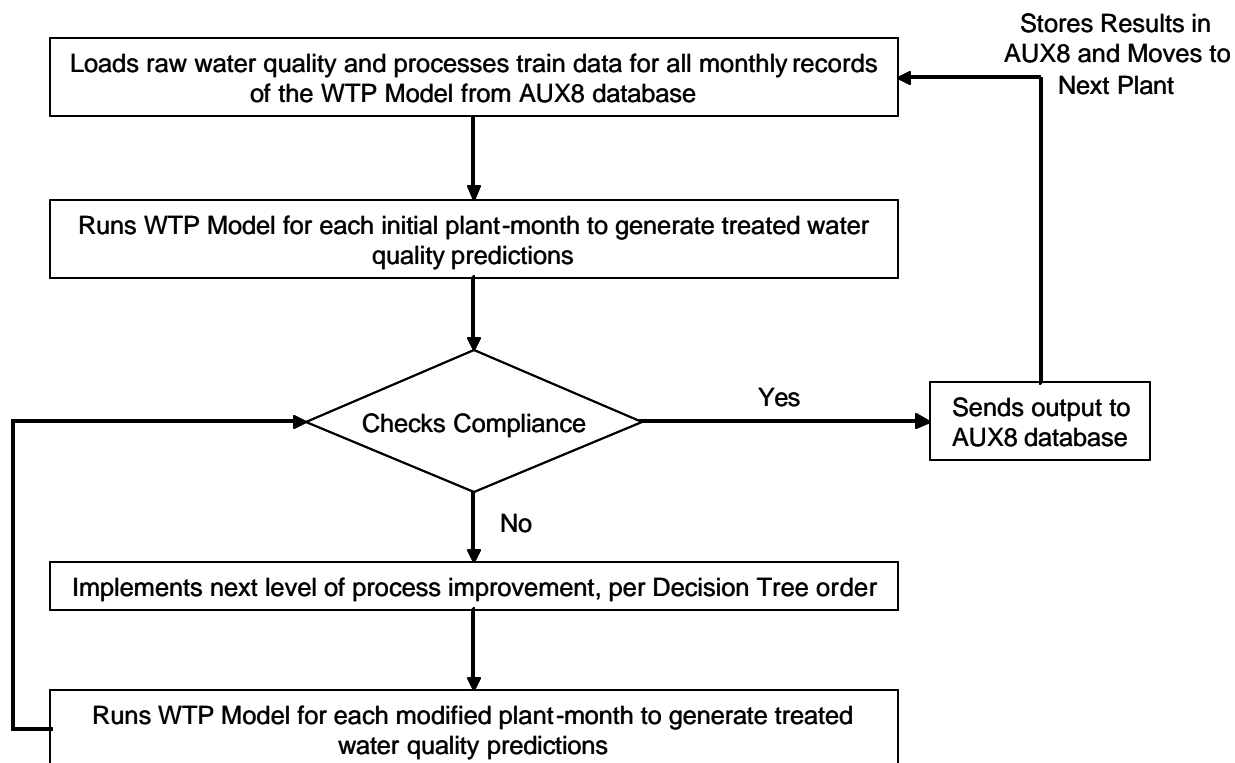 Stores Results in
AUX8 and Moves to
Next Plant
Loads raw water quality and processes train data for all monthly records
of the WTP Model from AUX8 database
Runs WTP Model for each initial plant-month to generate treated water
quality predictions
Checks Compliance
Yes
Sends output to
AUX8 database
No
Implements next level of process improvement, per Decision Tree order
Runs WTP Model for each modified plant-month to generate treated
water quality predictions